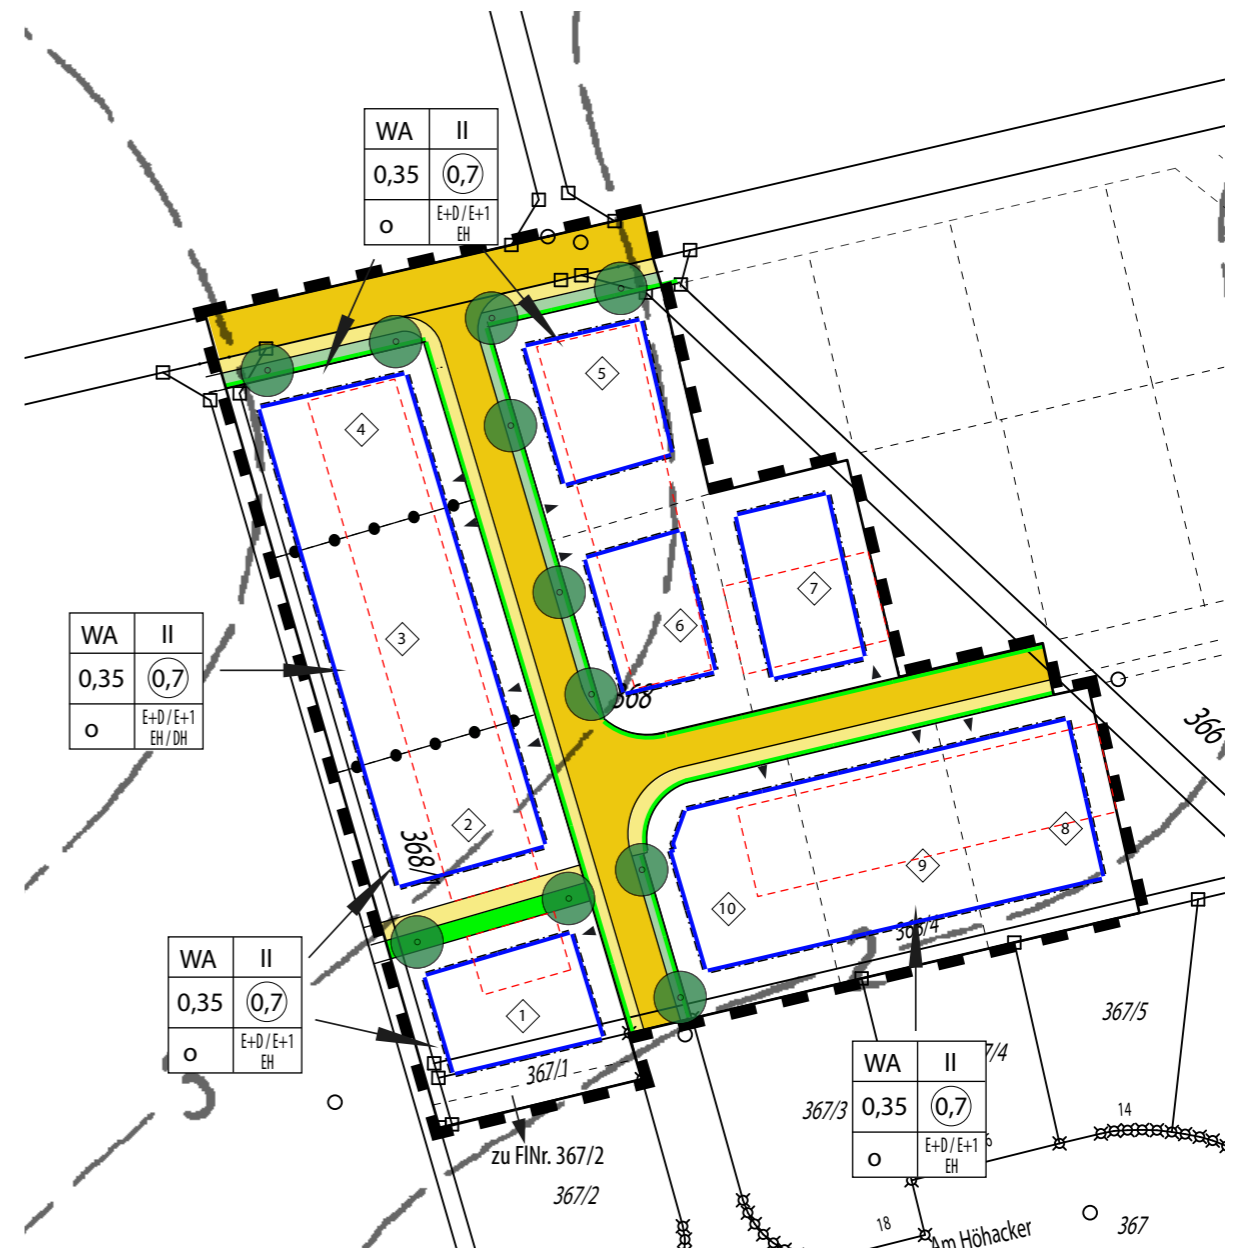 WA II
0,35 0,7
o E+D / E+1
EH
5
4
7
3
6
WA II
0,35 0,7
o E+D / E+1
EH / DH
368
366
2
368/1
8
9
10
WA II
0,35 0,7
o E+D / E+1
EH
1
367/1
367/5
WA II
0,35 0,7
o E+D / E+1
EH
367/3
14
zu FlNr. 367/2
367/2
18
Am Höhacker
367